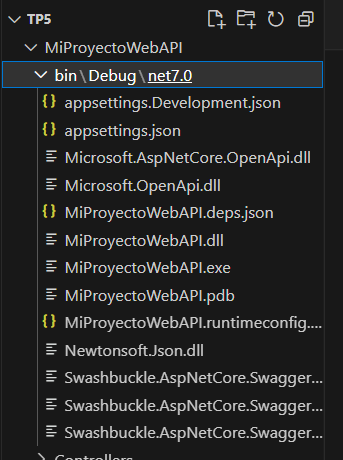 TP5
MiProyectoWebAPI
bin\Debug\net7.0
{} appsettings.Development.json
{} appsettings.json
Microsoft.AspNetCore.OpenApi.dll
Microsoft.OpenApi.dll
{} MiProyectoWebAPI.deps.json
MiProyectoWebAPI.dll
MiProyectoWebAPI.exe
MiProyectoWebAPI.pdb
{} MiProyectoWebAPI.runtimeconfig....
Newtonsoft.Json.dll
Swashbuckle.AspNetCore.Swagger...
Swashbuckle.AspNetCore.Swagger...
Swashbuckle.AspNetCore.Swagger...
Controllers